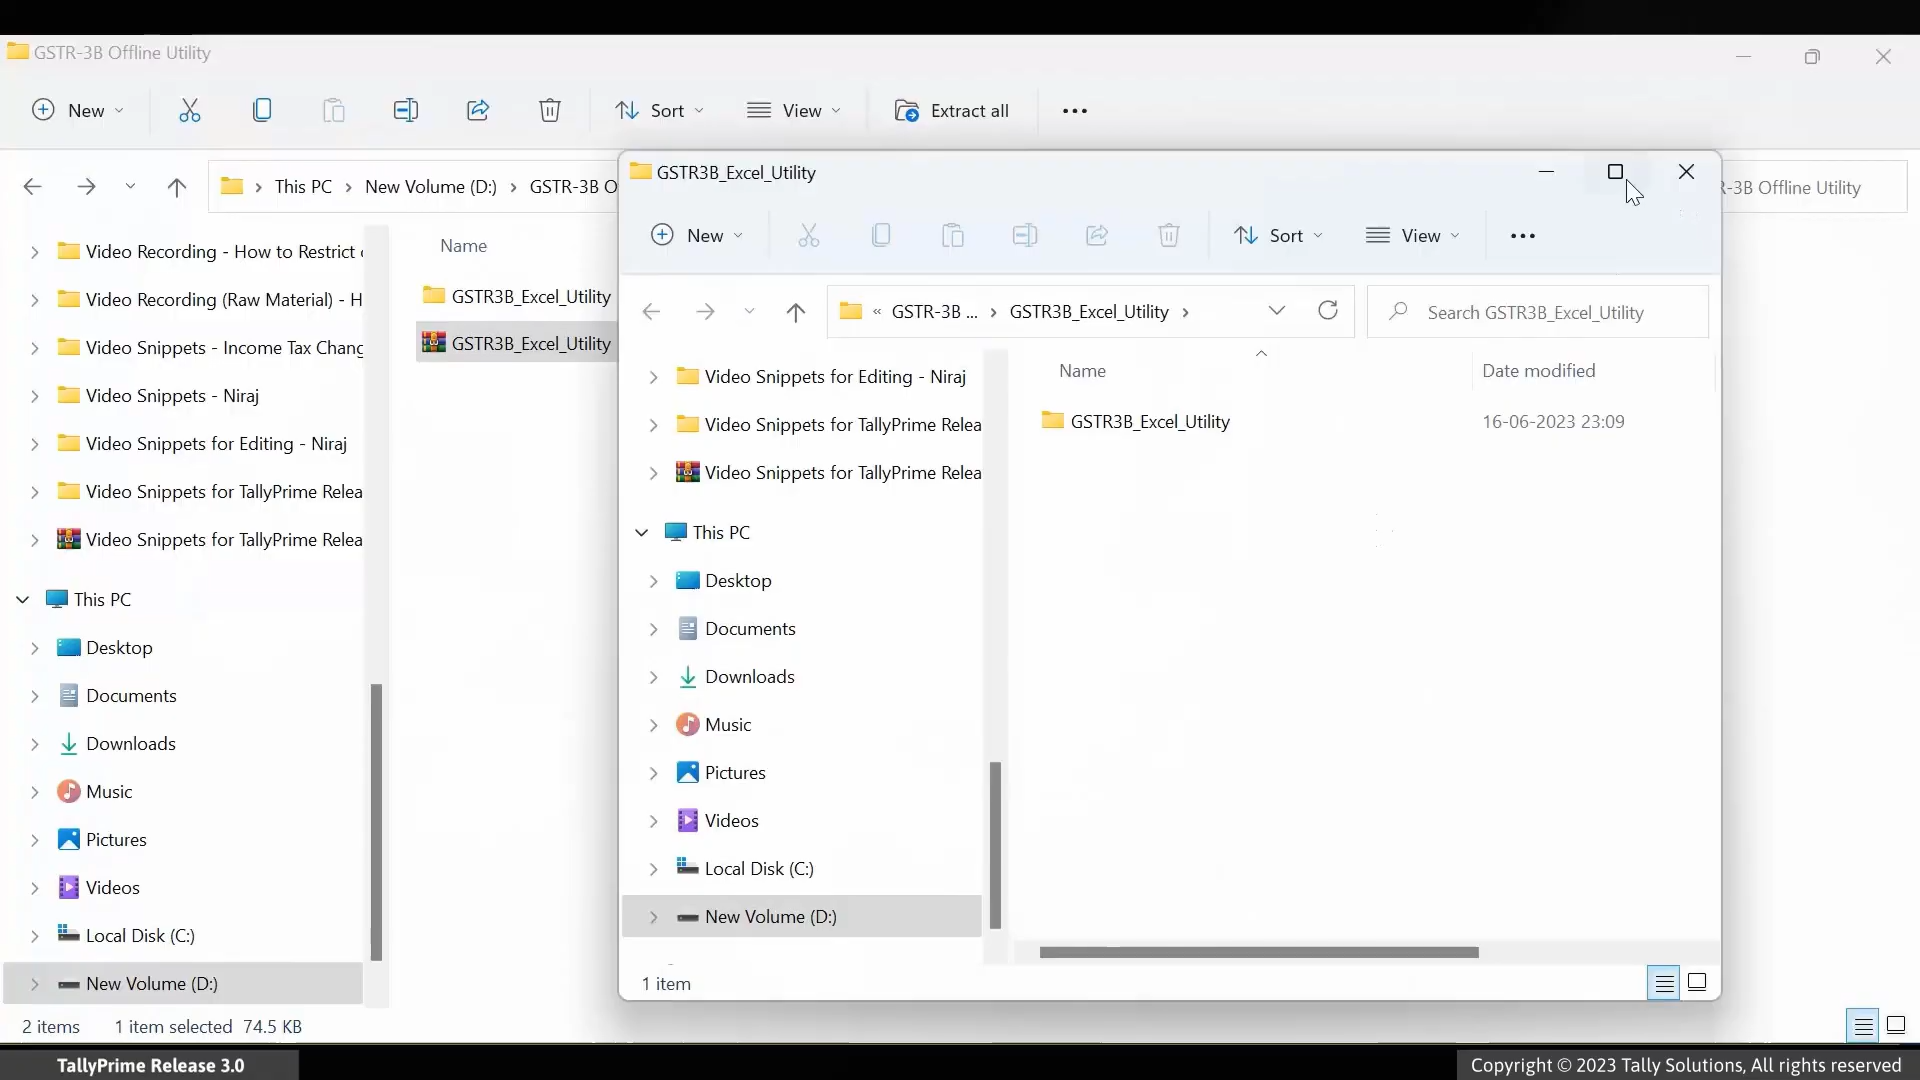 GSTR-3B Offline Utility
New
Sort
View
Extract all
This PC > New Volume (D:) > GSTR-3B O
R-3B Offline Utility
Video Recording - How to Restrict
Video Recording (Raw Material) - H
Video Snippets - Income Tax Chang
Video Snippets - Niraj
Video Snippets for Editing - Niraj
Video Snippets for TallyPrime Relea
Video Snippets for TallyPrime Relea
This PC
Desktop
Documents
Downloads
Music
Pictures
Videos
Local Disk (C:)
New Volume (D:)
Name
GSTR3B_Excel_Utility
GSTR3B_Excel_Utility
2 items 1 item selected 74.5 KB
GSTR3B_Excel_Utility
New
Sort
View
« GSTR-3B ... > GSTR3B_Excel_Utility >
Search GSTR3B_Excel_Utility
Video Snippets for Editing - Niraj
Video Snippets for TallyPrime Relea
Video Snippets for TallyPrime Relea
This PC
Desktop
Documents
Downloads
Music
Pictures
Videos
Local Disk (C:)
New Volume (D:)
Name Date modified
GSTR3B_Excel_Utility 16-06-2023 23:09
1 item
TallyPrime Release 3.0
Copyright © 2023 Tally Solutions, All rights reserved